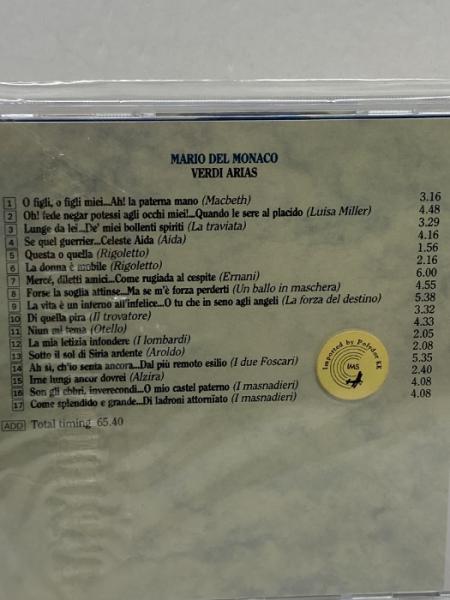 MARIO DEL MONACO
VERDI ARIAS
1 O figli, o figli miei...Ah! la paterna mano (Macbeth) 3.16
2 Oh! fede negar potessi agli occhi miei!...Quando le sere al placido (Luisa Miller) 4.48
3 Lunge da lei...De' miei bollenti spiriti (La traviata) 3.29
4 Se quel guerrier...Celeste Aida (Aida) 4.16
5 Questa o quella (Rigoletto) 1.56
6 La donna è mobile (Rigoletto) 2.16
7 Mercé, diletti amici...Come rugiada al cespite (Ernani) 6.00
8 Forse la soglia attinse...Ma se m'è forza perderti (Un ballo in maschera) 4.55
9 La vita è un inferno all'infelice...O tu che in seno agli angeli (La forza del destino) 5.38
10 Di quella pira (Il trovatore) 3.32
11 Niun mi tema (Otello) 4.33
12 La mia letizia infondere (I lombardi) 2.05
13 Sotto il sol di Siria ardente (Aroldo) 2.08
14 Ah sì, ch'io senta ancora...Dal più remoto esilio (I due Foscari) 5.35
15 Irne lungi ancor dovrei (Alzira) 2.40
16 Son gli ebbri, inverecondi...O mio castel paterno (I masnadieri) 4.08
17 Come splendido e grande...Di ladroni attorniato (I masnadieri) 4.08
ADD Total timing 65.40
Imported by Polydor KK
IMS